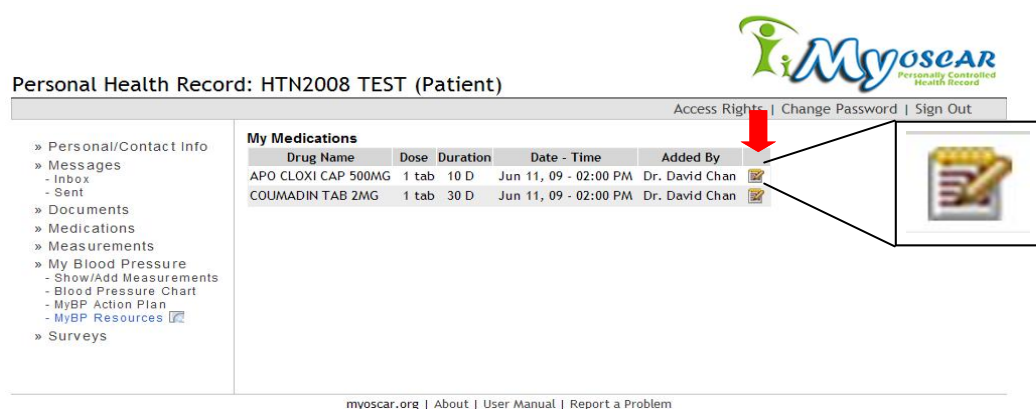 iMyOSCAR
Personally Controlled
Health Record
Personal Health Record: HTN2008 TEST (Patient)
Access Rights | Change Password | Sign Out
» Personal/Contact Info
» Messages
- Inbox
- Sent
» Documents
» Medications
» Measurements
» My Blood Pressure
- Show/Add Measurements
- Blood Pressure Chart
- MyBP Action Plan
- MyBP Resources
» Surveys
My Medications
Drug Name Dose Duration Date - Time Added By
APO CLOXI CAP 500MG 1 tab 10 D Jun 11, 09 - 02:00 PM Dr. David Chan
COUMADIN TAB 2MG 1 tab 30 D Jun 11, 09 - 02:00 PM Dr. David Chan
myoscar.org | About | User Manual | Report a Problem